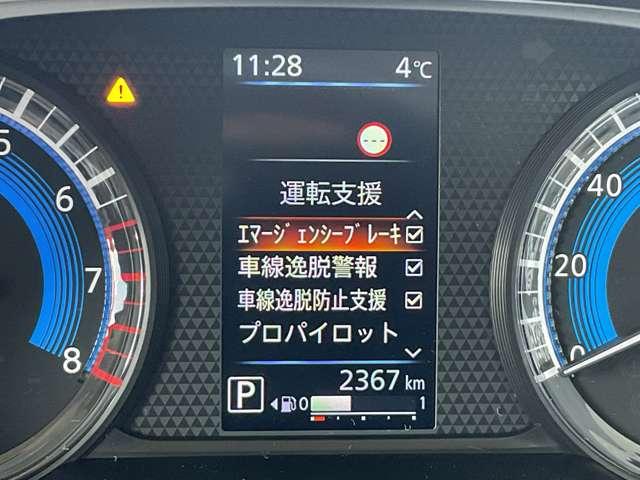 11:28 4℃
---
運転支援
ｴﾏｰｼﾞｪﾝｼｰﾌﾞﾚｰｷ
車線逸脱警報
車線逸脱防止支援
プロパイロット
2367 km
P 0 1
5
6
7
8
40
20
0